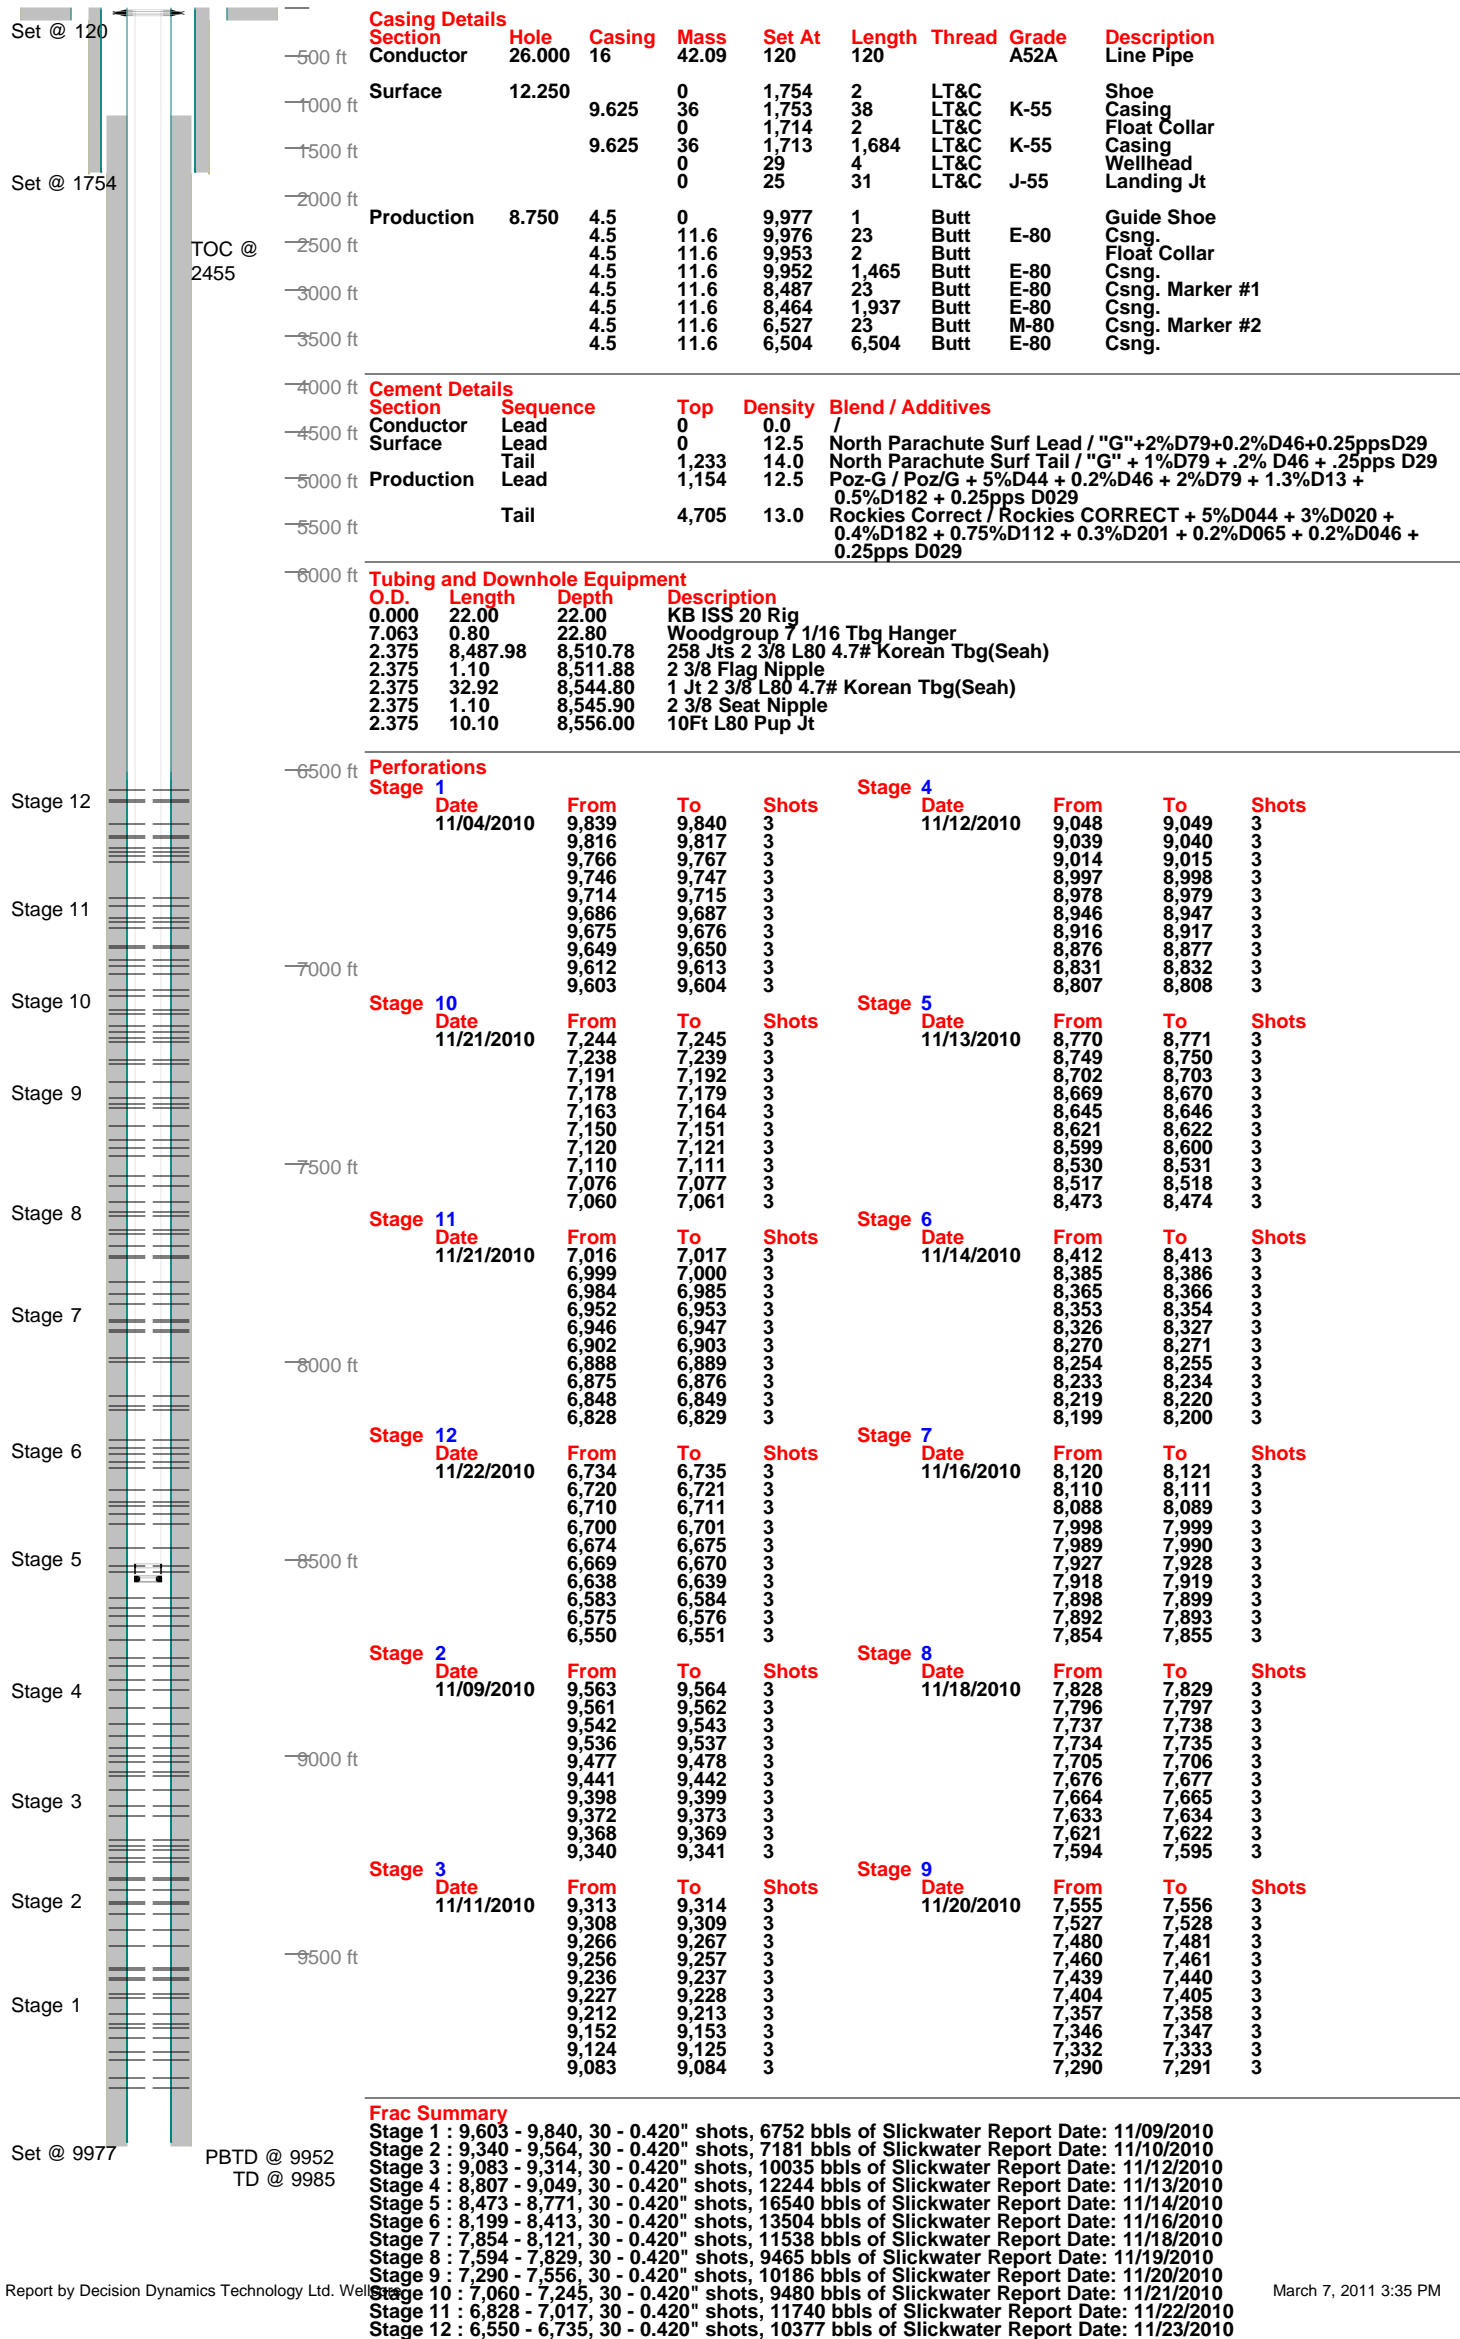 Set @ 120
Set @ 1754
TOC @
2455
Stage 12
Stage 11
Stage 10
Stage 9
Stage 8
Stage 7
Stage 6
Stage 5
Stage 4
Stage 3
Stage 2
Stage 1
Set @ 9977
PBTD @ 9952
TD @ 9985
500 ft
1000 ft
1500 ft
2000 ft
2500 ft
3000 ft
3500 ft
4000 ft
4500 ft
5000 ft
5500 ft
6000 ft
6500 ft
7000 ft
7500 ft
8000 ft
8500 ft
9000 ft
9500 ft
Casing Details
Section Hole Casing Mass Set At Length Thread Grade Description
Conductor 26.000 16 42.09 120 120 A52A Line Pipe
Surface 12.250 0 1,754 2 LT&C Shoe
9.625 36 1,753 38 LT&C K-55 Casing
0 1,714 2 LT&C Float Collar
9.625 36 1,713 1,684 LT&C K-55 Casing
0 29 4 LT&C Wellhead
0 25 31 LT&C J-55 Landing Jt
Production 8.750 4.5 0 9,977 1 Butt Guide Shoe
4.5 11.6 9,976 23 Butt E-80 Csng.
4.5 11.6 9,953 2 Butt Float Collar
4.5 11.6 9,952 1,465 Butt E-80 Csng.
4.5 11.6 8,487 23 Butt E-80 Csng. Marker #1
4.5 11.6 8,464 1,937 Butt E-80 Csng.
4.5 11.6 6,527 23 Butt M-80 Csng. Marker #2
4.5 11.6 6,504 6,504 Butt E-80 Csng.
Cement Details
Section Sequence Top Density Blend / Additives
Conductor Lead 0 0.0 /
Surface Lead 0 12.5 North Parachute Surf Lead / "G"+2%D79+0.2%D46+0.25ppsD29
Tail 1,233 14.0 North Parachute Surf Tail / "G" + 1%D79 + .2% D46 + .25pps D29
Production Lead 1,154 12.5 Poz-G / Poz/G + 5%D44 + 0.2%D46 + 2%D79 + 1.3%D13 +
0.5%D182 + 0.25pps D029
Tail 4,705 13.0 Rockies Correct / Rockies CORRECT + 5%D044 + 3%D020 +
0.4%D182 + 0.75%D112 + 0.3%D201 + 0.2%D065 + 0.2%D046 +
0.25pps D029
Tubing and Downhole Equipment
O.D. Length Depth Description
0.000 22.00 22.00 KB ISS 20 Rig
7.063 0.80 22.80 Woodgroup 7 1/16 Tbg Hanger
2.375 8,487.98 8,510.78 258 Jts 2 3/8 L80 4.7# Korean Tbg(Seah)
2.375 1.10 8,511.88 2 3/8 Flag Nipple
2.375 32.92 8,544.80 1 Jt 2 3/8 L80 4.7# Korean Tbg(Seah)
2.375 1.10 8,545.90 2 3/8 Seat Nipple
2.375 10.10 8,556.00 10Ft L80 Pup Jt
Perforations
Stage 1
Date From To Shots
11/04/2010 9,839 9,840 3
9,816 9,817 3
9,766 9,767 3
9,746 9,747 3
9,714 9,715 3
9,686 9,687 3
9,675 9,676 3
9,649 9,650 3
9,612 9,613 3
9,603 9,604 3
Stage 10
Date From To Shots
11/21/2010 7,244 7,245 3
7,238 7,239 3
7,191 7,192 3
7,178 7,179 3
7,163 7,164 3
7,150 7,151 3
7,120 7,121 3
7,110 7,111 3
7,076 7,077 3
7,060 7,061 3
Stage 11
Date From To Shots
11/21/2010 7,016 7,017 3
6,999 7,000 3
6,984 6,985 3
6,952 6,953 3
6,946 6,947 3
6,902 6,903 3
6,888 6,889 3
6,875 6,876 3
6,848 6,849 3
6,828 6,829 3
Stage 12
Date From To Shots
11/22/2010 6,734 6,735 3
6,720 6,721 3
6,710 6,711 3
6,700 6,701 3
6,674 6,675 3
6,669 6,670 3
6,638 6,639 3
6,583 6,584 3
6,575 6,576 3
6,550 6,551 3
Stage 2
Date From To Shots
11/09/2010 9,563 9,564 3
9,561 9,562 3
9,542 9,543 3
9,536 9,537 3
9,477 9,478 3
9,441 9,442 3
9,398 9,399 3
9,372 9,373 3
9,368 9,369 3
9,340 9,341 3
Stage 3
Date From To Shots
11/11/2010 9,313 9,314 3
9,308 9,309 3
9,266 9,267 3
9,256 9,257 3
9,236 9,237 3
9,227 9,228 3
9,212 9,213 3
9,152 9,153 3
9,124 9,125 3
9,083 9,084 3
Stage 4
Date From To Shots
11/12/2010 9,048 9,049 3
9,039 9,040 3
9,014 9,015 3
8,997 8,998 3
8,978 8,979 3
8,946 8,947 3
8,916 8,917 3
8,876 8,877 3
8,831 8,832 3
8,807 8,808 3
Stage 5
Date From To Shots
11/13/2010 8,770 8,771 3
8,749 8,750 3
8,702 8,703 3
8,669 8,670 3
8,645 8,646 3
8,621 8,622 3
8,599 8,600 3
8,530 8,531 3
8,517 8,518 3
8,473 8,474 3
Stage 6
Date From To Shots
11/14/2010 8,412 8,413 3
8,385 8,386 3
8,365 8,366 3
8,353 8,354 3
8,326 8,327 3
8,270 8,271 3
8,254 8,255 3
8,233 8,234 3
8,219 8,220 3
8,199 8,200 3
Stage 7
Date From To Shots
11/16/2010 8,120 8,121 3
8,110 8,111 3
8,088 8,089 3
7,998 7,999 3
7,989 7,990 3
7,927 7,928 3
7,918 7,919 3
7,898 7,899 3
7,892 7,893 3
7,854 7,855 3
Stage 8
Date From To Shots
11/18/2010 7,828 7,829 3
7,796 7,797 3
7,737 7,738 3
7,734 7,735 3
7,705 7,706 3
7,676 7,677 3
7,664 7,665 3
7,633 7,634 3
7,621 7,622 3
7,594 7,595 3
Stage 9
Date From To Shots
11/20/2010 7,555 7,556 3
7,527 7,528 3
7,480 7,481 3
7,460 7,461 3
7,439 7,440 3
7,404 7,405 3
7,357 7,358 3
7,346 7,347 3
7,332 7,333 3
7,290 7,291 3
Frac Summary
Stage 1 : 9,603 - 9,840, 30 - 0.420" shots, 6752 bbls of Slickwater Report Date: 11/09/2010
Stage 2 : 9,340 - 9,564, 30 - 0.420" shots, 7181 bbls of Slickwater Report Date: 11/10/2010
Stage 3 : 9,083 - 9,314, 30 - 0.420" shots, 10035 bbls of Slickwater Report Date: 11/12/2010
Stage 4 : 8,807 - 9,049, 30 - 0.420" shots, 12244 bbls of Slickwater Report Date: 11/13/2010
Stage 5 : 8,473 - 8,771, 30 - 0.420" shots, 16540 bbls of Slickwater Report Date: 11/14/2010
Stage 6 : 8,199 - 8,413, 30 - 0.420" shots, 13504 bbls of Slickwater Report Date: 11/16/2010
Stage 7 : 7,854 - 8,121, 30 - 0.420" shots, 11538 bbls of Slickwater Report Date: 11/18/2010
Stage 8 : 7,594 - 7,829, 30 - 0.420" shots, 9465 bbls of Slickwater Report Date: 11/19/2010
Stage 9 : 7,290 - 7,556, 30 - 0.420" shots, 10186 bbls of Slickwater Report Date: 11/20/2010
Stage 10 : 7,060 - 7,245, 30 - 0.420" shots, 9480 bbls of Slickwater Report Date: 11/21/2010
Stage 11 : 6,828 - 7,017, 30 - 0.420" shots, 11740 bbls of Slickwater Report Date: 11/22/2010
Stage 12 : 6,550 - 6,735, 30 - 0.420" shots, 10377 bbls of Slickwater Report Date: 11/23/2010
Report by Decision Dynamics Technology Ltd.
March 7, 2011 3:35 PM